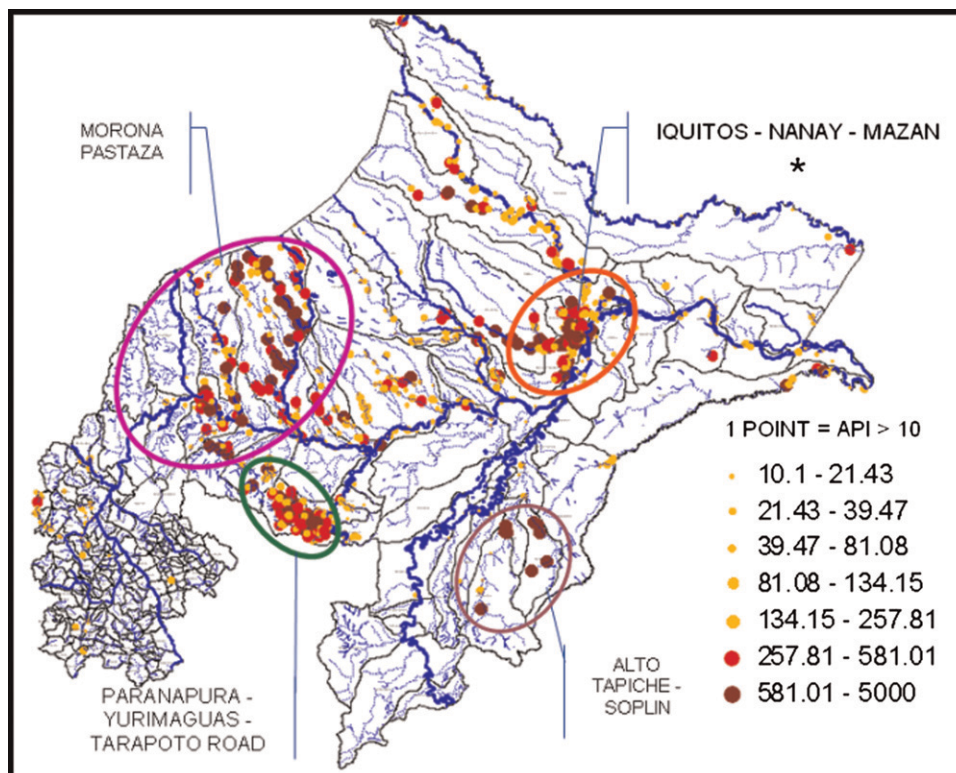 MORONA
PASTAZA
IQUITOS - NANAY - MAZAN
*
1 POINT = API > 10
10.1 - 21.43
21.43 - 39.47
39.47 - 81.08
81.08 - 134.15
134.15 - 257.81
257.81 - 581.01
581.01 - 5000
PARANAPURA -
YURIMAGUAS -
TARAPOTO ROAD
ALTO
TAPICHE -
SOPLIN